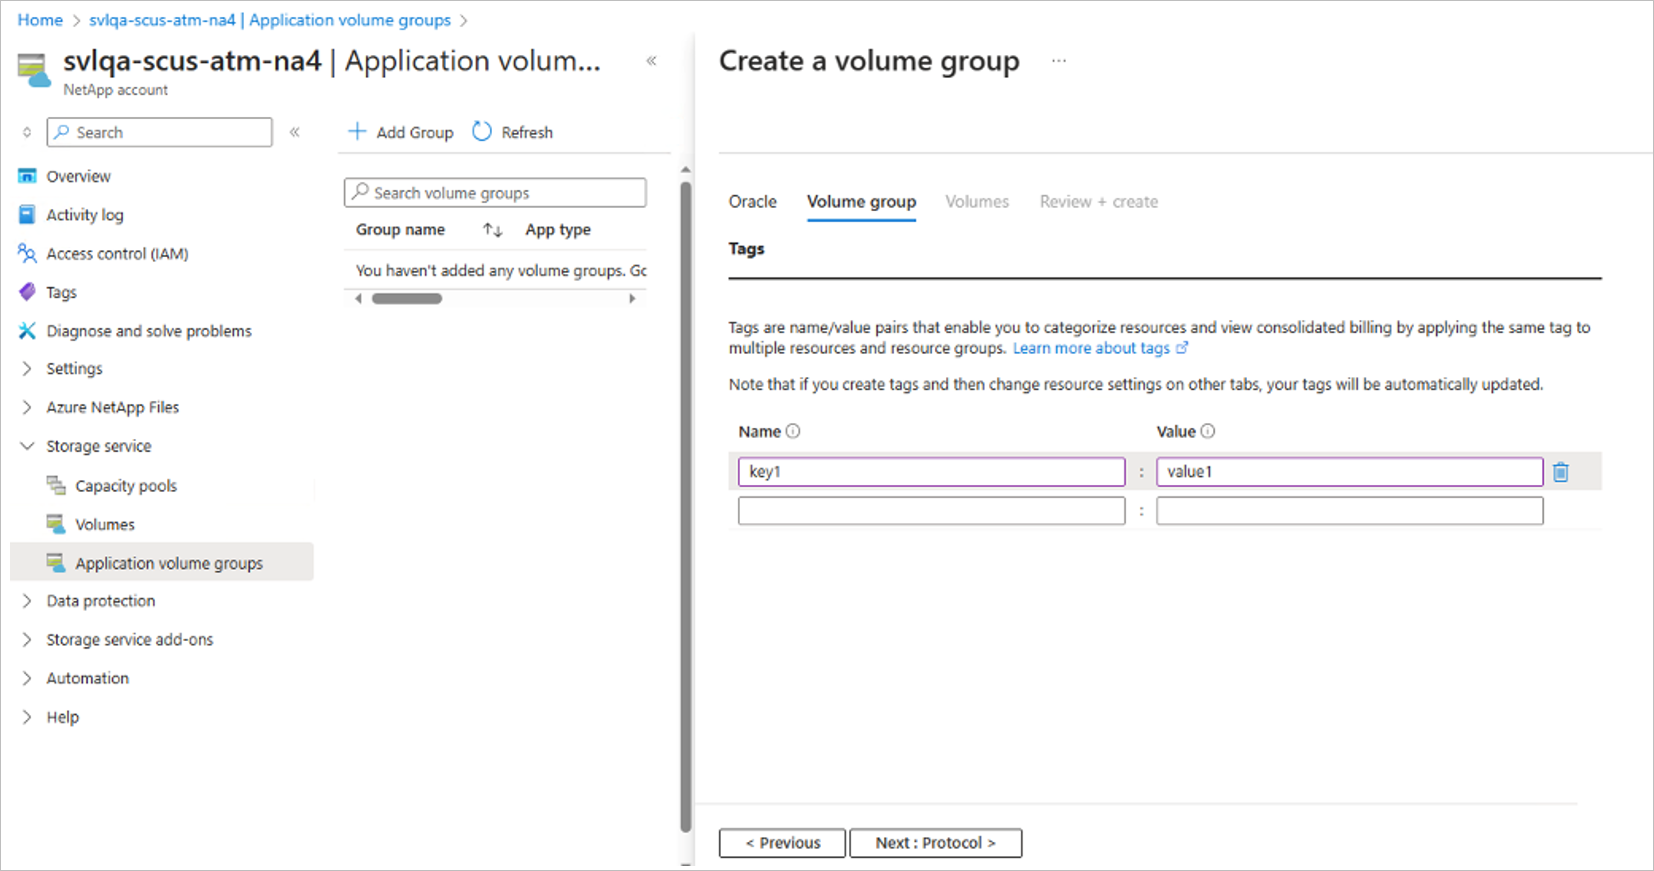 Home > svlqa-scus-atm-na4 | Application volume groups >
svlqa-scus-atm-na4 | Application volum... «
NetApp account
Search «
Overview
Activity log
Access control (IAM)
Tags
Diagnose and solve problems
Settings
Azure NetApp Files
Storage service
Capacity pools
Volumes
Application volume groups
Data protection
Storage service add-ons
Automation
Help
+ Add Group Refresh
Search volume groups
Group name ↑↓ App type
You haven't added any volume groups. Gc
Create a volume group ...
Oracle Volume group Volumes Review + create
Tags
Tags are name/value pairs that enable you to categorize resources and view consolidated billing by applying the same tag to
multiple resources and resource groups. Learn more about tags
Note that if you create tags and then change resource settings on other tabs, your tags will be automatically updated.
Name Value
key1 : value1
:
< Previous Next : Protocol >